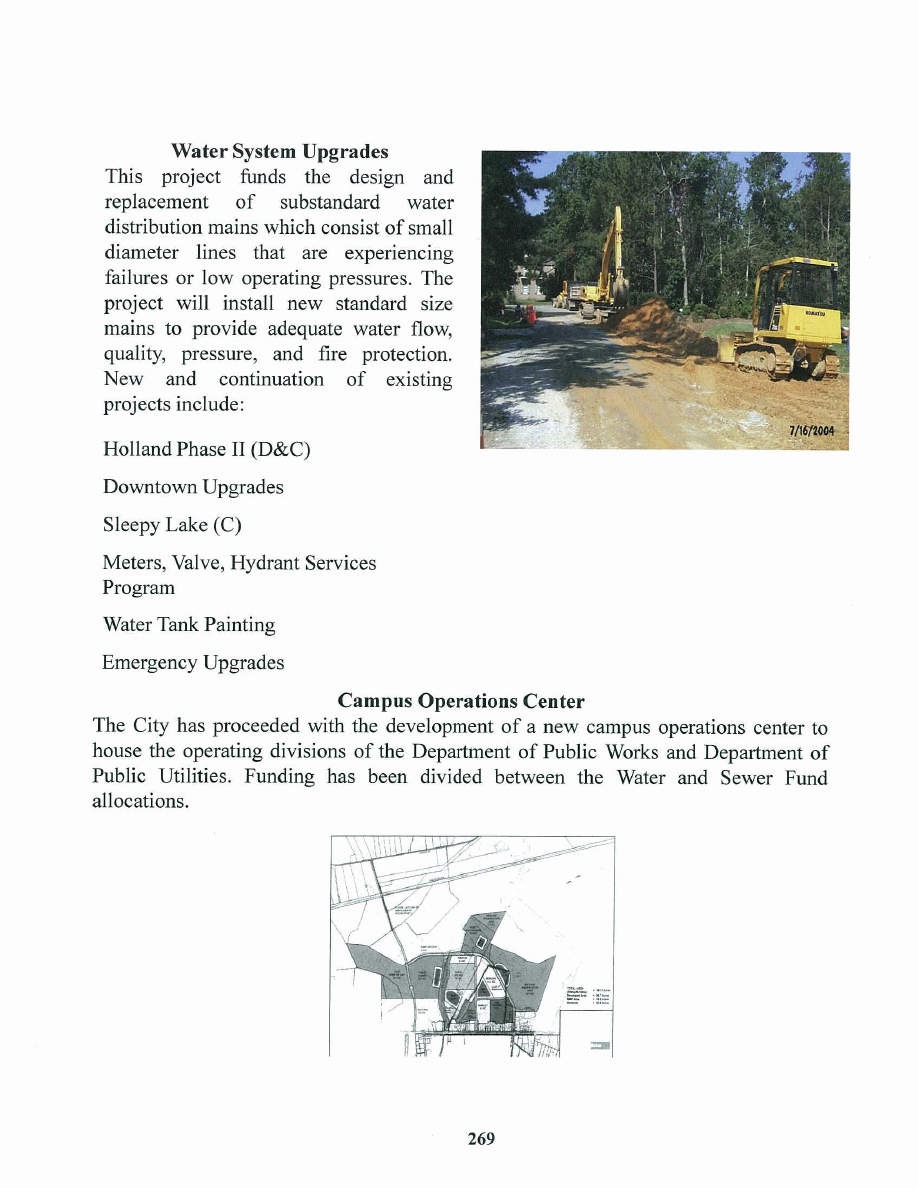 Water System Upgrades
This project funds the design and
replacement of substandard water
distribution mains which consist of small
diameter lines that are experiencing
failures or low operating pressures. The
project will install new standard size
mains to provide adequate water flow,
quality, pressure, and fire protection.
New and continuation of existing
projects include:
KOMATSU
7/16/2004
Holland Phase II (D&C)
Downtown Upgrades
Sleepy Lake (C)
Meters, Valve, Hydrant Services
Program
Water Tank Painting
Emergency Upgrades
Campus Operations Center
The City has proceeded with the development of a new campus operations center to
house the operating divisions of the Department of Public Works and Department of
Public Utilities. Funding has been divided between the Water and Sewer Fund
allocations.
269